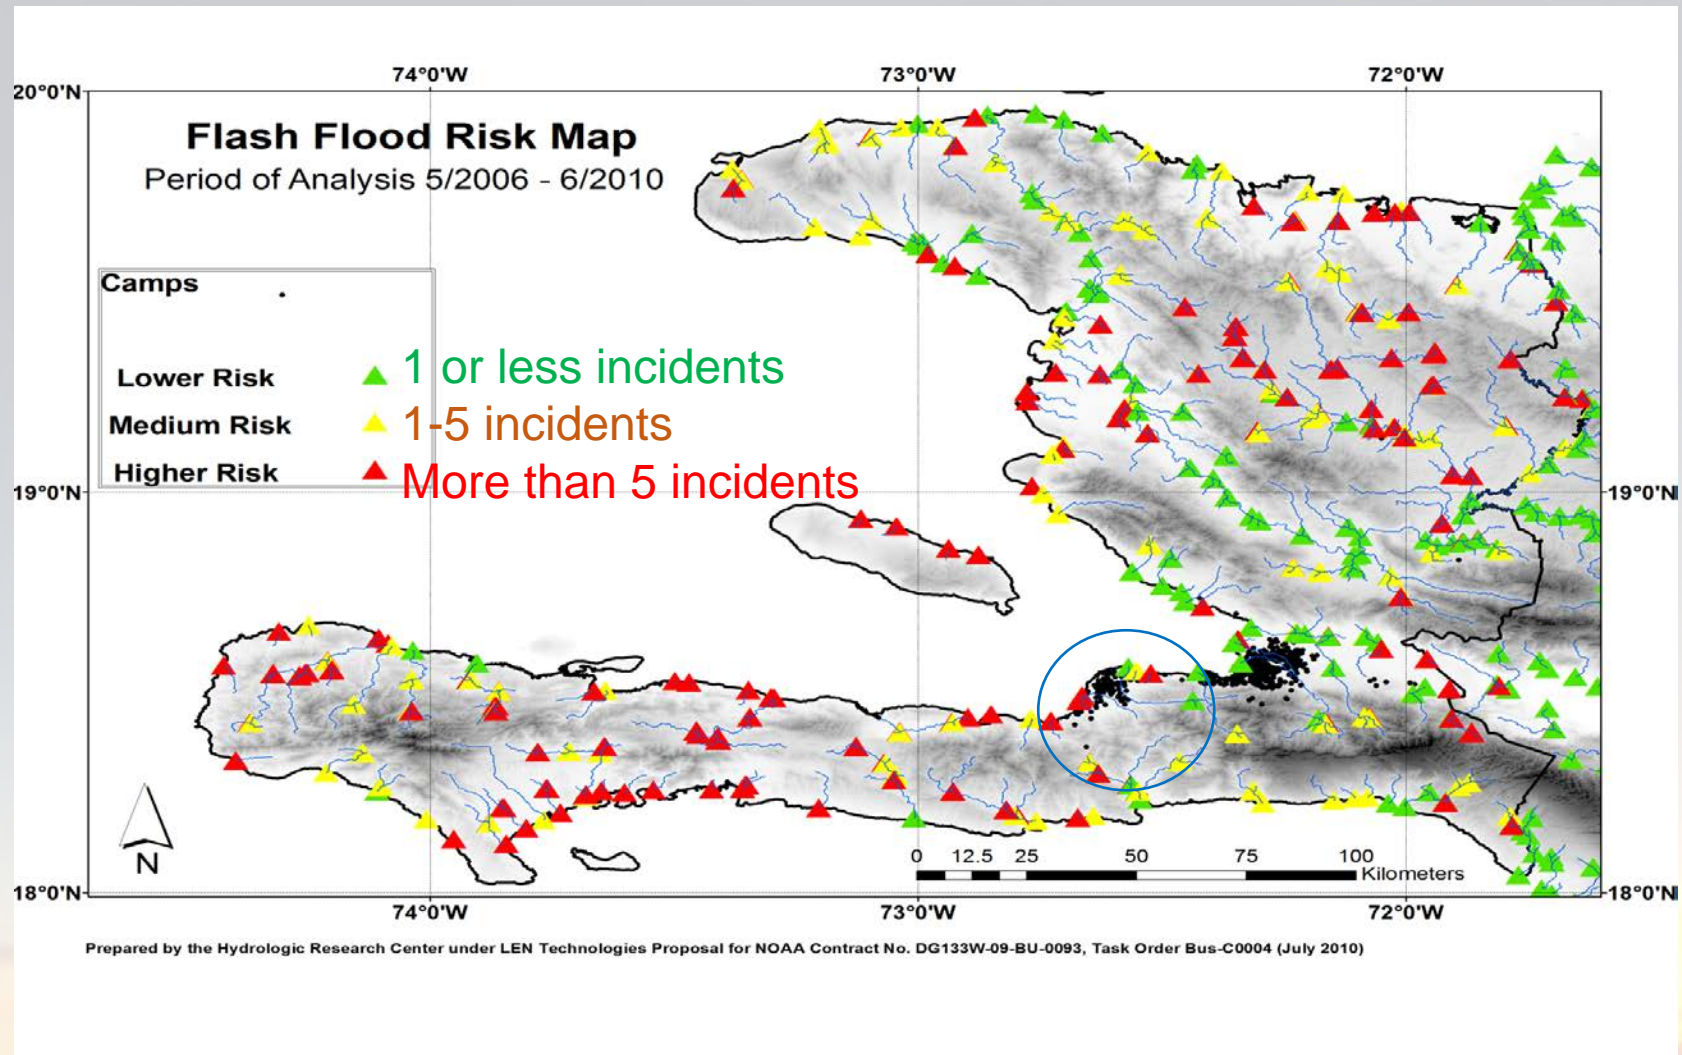 74°0'W 73°0'W 72°0'W
20°0'N
Flash Flood Risk Map
Period of Analysis 5/2006 - 6/2010
Camps
Lower Risk 1 or less incidents
Medium Risk 1-5 incidents
Higher Risk More than 5 incidents
19°0'N 19°0'N
N
0 12.5 25 50 75 100
Kilometers
18°0'N 18°0'N
74°0'W 73°0'W 72°0'W
Prepared by the Hydrologic Research Center under LEN Technologies Proposal for NOAA Contract No. DG133W-09-BU-0093, Task Order Bus-C0004 (July 2010)